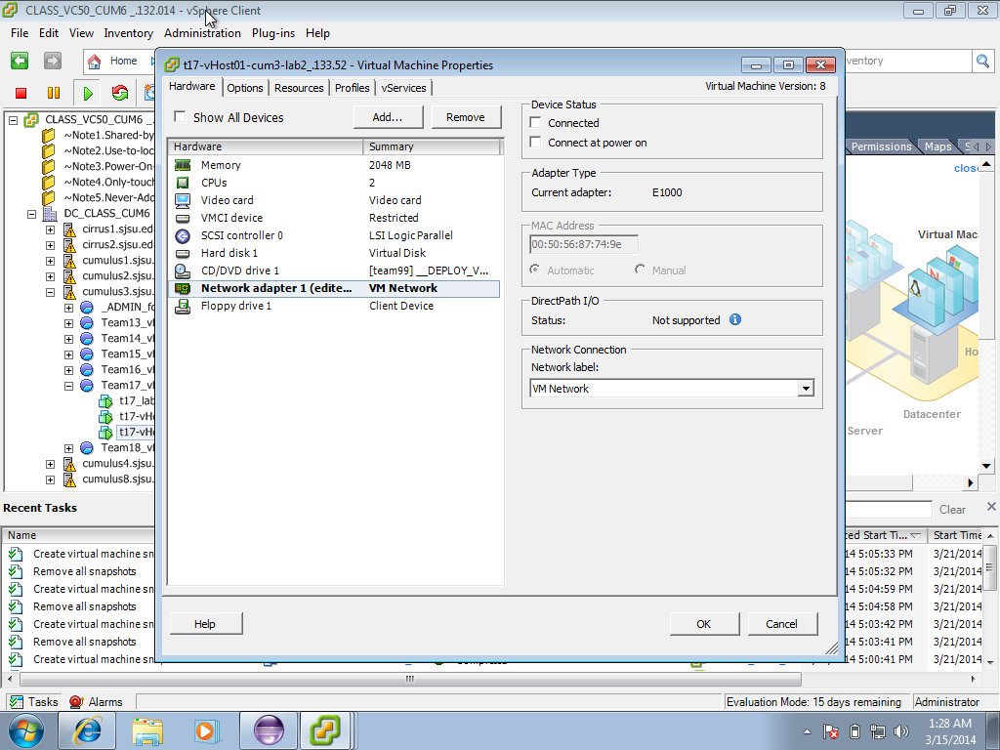 CLASS_VC50_CUM6 _.132.014 - vSphere Client
File Edit View Inventory Administration Plug-ins Help
Home
nventory
t17-vHost01-cum3-lab2_.133.52 - Virtual Machine Properties
Hardware Options Resources Profiles vServices
Virtual Machine Version: 8
Show All Devices
Add...
Remove
Hardware Summary
Memory 2048 MB
CPUs 2
Video card Video card
VMCI device Restricted
SCSI controller 0 LSI Logic Parallel
Hard disk 1 Virtual Disk
CD/DVD drive 1 [team99] __DEPLOY_V...
Network adapter 1 (edite... VM Network
Floppy drive 1 Client Device
Device Status
Connected
Connect at power on
Adapter Type
Current adapter: E1000
MAC Address
00:50:56:87:74:9e
Automatic Manual
DirectPath I/O
Status: Not supported
Network Connection
Network label:
VM Network
Help
OK
Cancel
CLASS_VC50_CUM6 _.
~Note1.Shared-by
~Note2.Use-to-loc
~Note3.Power-On-
~Note4.Only-touch
~Note5.Never-Add
DC_CLASS_CUM6
cirrus1.sjsu.ed
cirrus2.sjsu.ed
cumulus1.sjsu.
cumulus2.sjsu.
cumulus3.sjsu.
_ADMIN_fo
Team13_vI
Team14_vI
Team15_vI
Team16_vI
Team17_vI
t17_lab
t17-vHo
t17-vHo
Team18_vI
cumulus4.sjsu.
cumulus8.sjsu.
Permissions Maps S
close
Virtual Mac
Ho
Datacenter
Server
Recent Tasks
Clear
Name
ced Start Ti... Start Time
Create virtual machine sn 14 5:05:33 PM 3/21/2014
Remove all snapshots 14 5:05:32 PM 3/21/2014
Create virtual machine sn 14 5:04:59 PM 3/21/2014
Remove all snapshots 14 5:04:58 PM 3/21/2014
Create virtual machine sn 14 5:03:42 PM 3/21/2014
Remove all snapshots 14 5:03:41 PM 3/21/2014
Create virtual machine sn 14 5:00:41 PM 3/21/2014
Tasks Alarms
Evaluation Mode: 15 days remaining
Administrator
1:28 AM
3/15/2014